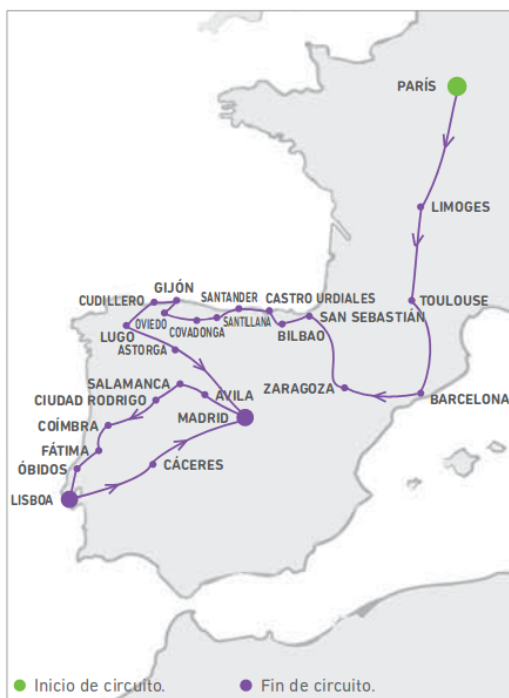 PARÍS
LIMOGES
GIJÓN
CUDILLERO
SANTANDER
CASTRO URDIALES
TOULOUSE
OVIEDO
SANTLLANA
SAN SEBASTIÁN
COVADONGA
BILBAO
LUGO
ASTORGA
SALAMANCA
ZARAGOZA
CIUDAD RODRIGO
AVILA
BARCELONA
MADRID
COÍMBRA
FÁTIMA
CÁCERES
ÓBIDOS
LISBOA
Inicio de circuito.
Fin de circuito.